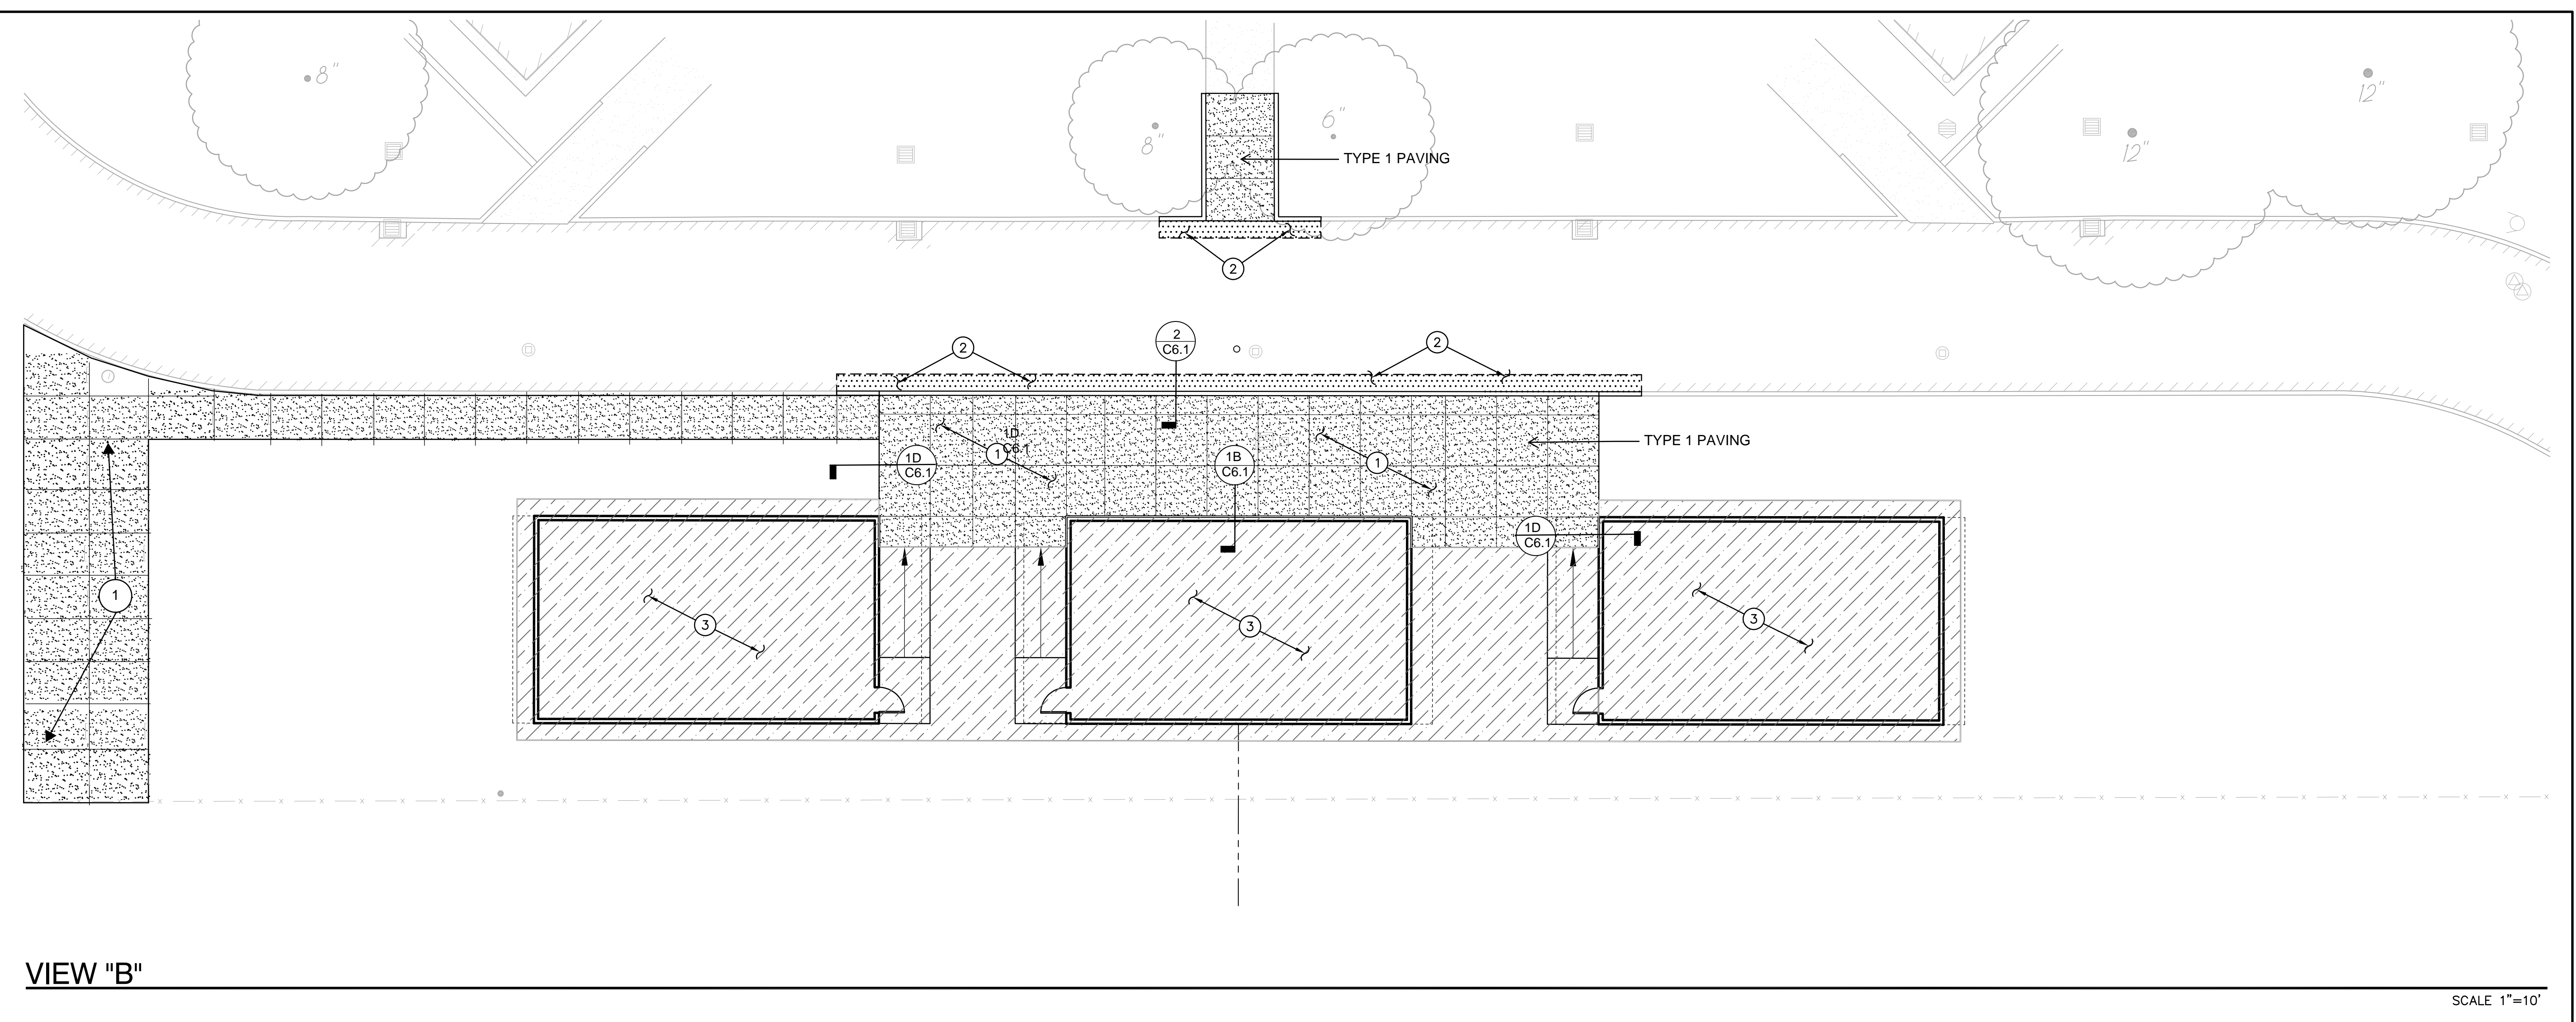 8"
8"
6"
12"
12"
TYPE 1 PAVING
2
2
C6.1
2
2
1D
C6.1
1
1D
C6.1
1B
C6.1
1
TYPE 1 PAVING
1D
C6.1
1
3
3
3
VIEW "B"
SCALE 1"=10'